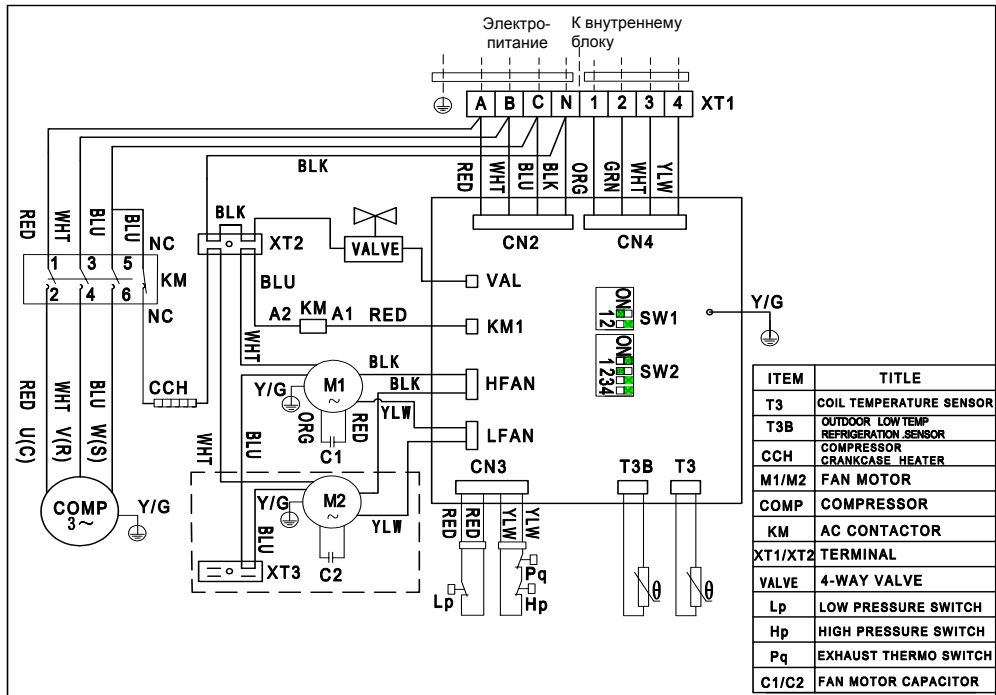 Электро-
питание
К внутреннему
блоку
A B C N 1 2 3 4 XT1
BLK
RED WHT BLU BLK ORG GRN WHT YLW
CN2 CN4
RED WHT BLU BLU NC
BLK
XT2
VALVE
VAL
1 3 5 KM
2 4 6
NC
BLU
A2 KM A1 RED KM1
ON
12
SW1
Y/G
ON
1234
SW2
WHT
BLK
BLK
HFAN
Y/G
M1
~
YLW
ORG RED
C1
LFAN
CCH
RED U(C)
WHT V(R)
BLU W(S)
WHT
BLU
CN3
T3B T3
COMP
3~
Y/G
Y/G
M2
~
YLW
BLU
C2
XT3
RED RED YLW YLW
Pq
Lp
Hp
θ θ
ITEM TITLE
T3 COIL TEMPERATURE SENSOR
T3B OUTDOOR LOW TEMP
REFRIGERATION .SENSOR
CCH COMPRESSOR
CRANKCASE HEATER
M1/M2 FAN MOTOR
COMP COMPRESSOR
KM AC CONTACTOR
XT1/XT2 TERMINAL
VALVE 4-WAY VALVE
Lp LOW PRESSURE SWITCH
Hp HIGH PRESSURE SWITCH
Pq EXHAUST THERMO SWITCH
C1/C2 FAN MOTOR CAPACITOR